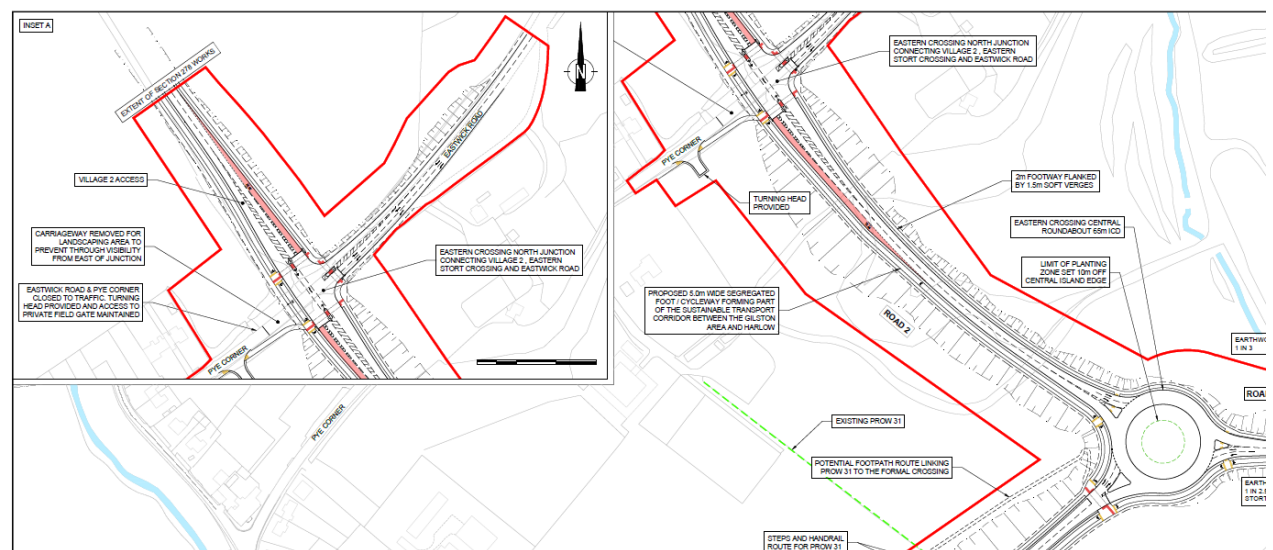 INSET A
EXTENT OF SECTION 278 WORKS
N
EASTWICK ROAD
VILLAGE 2 ACCESS
CARRIAGEWAY REMOVED FOR
LANDSCAPING AREA TO
PREVENT THROUGH VISIBILITY
FROM EAST OF JUNCTION
EASTERN CROSSING NORTH JUNCTION
CONNECTING VILLAGE 2 , EASTERN
STORT CROSSING AND EASTWICK ROAD
EASTWICK ROAD & PYE CORNER
CLOSED TO TRAFFIC. TURNING
HEAD PROVIDED AND ACCESS TO
PRIVATE FIELD GATE MAINTAINED
PYE CORNER
EASTERN CROSSING NORTH JUNCTION
CONNECTING VILLAGE 2 , EASTERN
STORT CROSSING AND EASTWICK ROAD
PYE CORNER
TURNING HEAD
PROVIDED
2m FOOTWAY FLANKED
BY 1.5m SOFT VERGES
EASTERN CROSSING CENTRAL
ROUNDABOUT 65m ICD
LIMIT OF PLANTING
ZONE SET 10m OFF
CENTRAL ISLAND EDGE
PROPOSED 5.0m WIDE SEGREGATED
FOOT / CYCLEWAY FORMING PART
OF THE SUSTAINABLE TRANSPORT
CORRIDOR BETWEEN THE GILSTON
AREA AND HARLOW
ROAD 2
1 IN 3
PYE CORNER
EXISTING PROW 31
POTENTIAL FOOTPATH ROUTE LINKING
PROW 31 TO THE FORMAL CROSSING
STEPS AND HANDRAIL
ROUTE FOR PROW 31